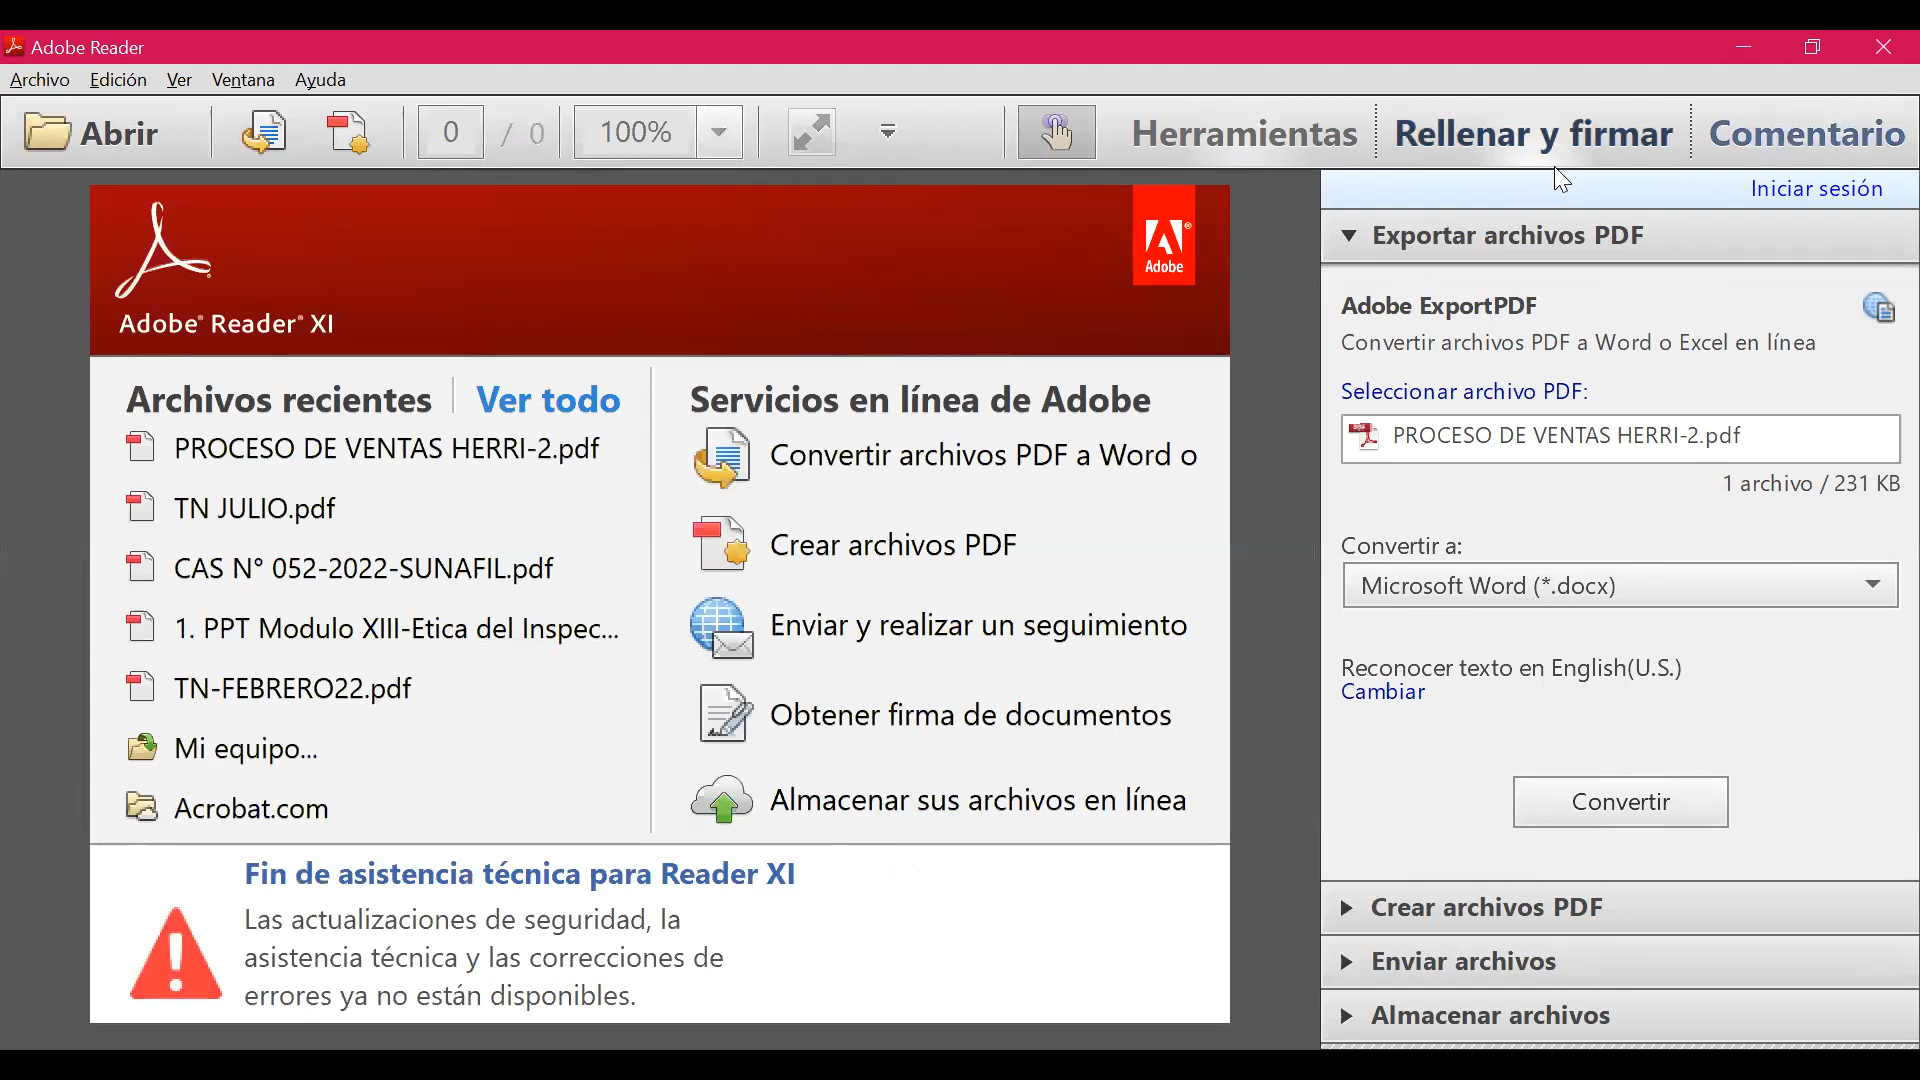 Adobe Reader
Archivo Edición Ver Ventana Ayuda
Abrir 0 / 0 100% Herramientas Rellenar y firmar Comentario
Iniciar sesión
Adobe® Reader® XI
Adobe
Archivos recientes Ver todo
PROCESO DE VENTAS HERRI-2.pdf
TN JULIO.pdf
CAS N° 052-2022-SUNAFIL.pdf
1. PPT Modulo XIII-Etica del Inspec...
TN-FEBRERO22.pdf
Mi equipo...
Acrobat.com
Servicios en línea de Adobe
Convertir archivos PDF a Word o
Crear archivos PDF
Enviar y realizar un seguimiento
Obtener firma de documentos
Almacenar sus archivos en línea
Fin de asistencia técnica para Reader XI
Las actualizaciones de seguridad, la
asistencia técnica y las correcciones de
errores ya no están disponibles.
Exportar archivos PDF
Adobe ExportPDF
Convertir archivos PDF a Word o Excel en línea
Seleccionar archivo PDF:
PROCESO DE VENTAS HERRI-2.pdf
1 archivo / 231 KB
Convertir a:
Microsoft Word (*.docx)
Reconocer texto en English(U.S.)
Cambiar
Convertir
Crear archivos PDF
Enviar archivos
Almacenar archivos